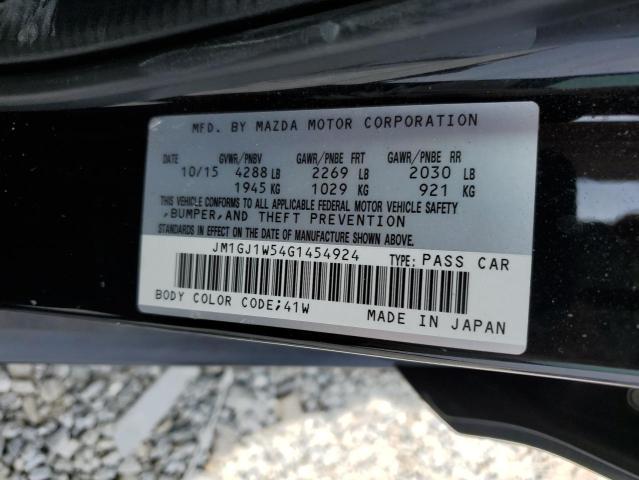 MFD. BY MAZDA MOTOR CORPORATION
GVWR/PNBV GAWR/PNBE FRT GAWR/PNBE RR
10/15 4288 LB 2269 LB 2030 LB
1945 KG 1029 KG 921 KG
THIS VEHICLE CONFORMS TO ALL APPLICABLE FEDERAL MOTOR VEHICLE SAFETY
,BUMPER,AND THEFT PREVENTION
STANDARDS IN EFFECT ON THE DATE OF MANUFACTURE SHOWN ABOVE.
JM1GJ1W54G1454924 TYPE: PASS CAR
BODY COLOR CODE;41W MADE IN JAPAN